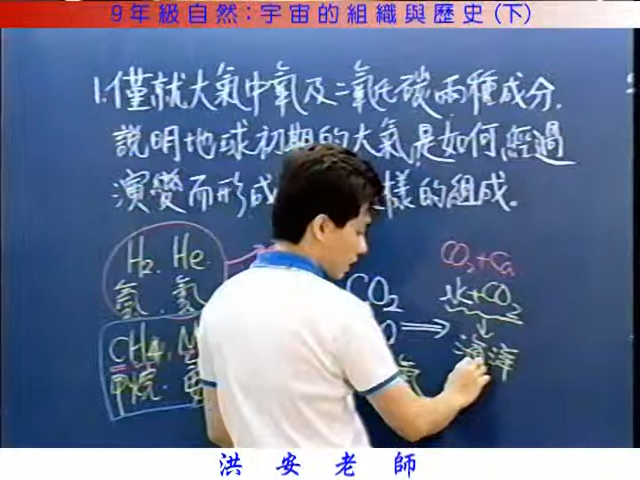 9年級自然:宇宙的組織與歷史(下)
1.僅就大氣中氧及二氧化碳兩種成分.
說明地球初期的大氣是如何經過
演變而形成 樣的組成。
H₂. He
氫. 氦
CH4.
甲烷.
CO₂
CO₂+Ca
水+CO₂
海洋
洪安老師